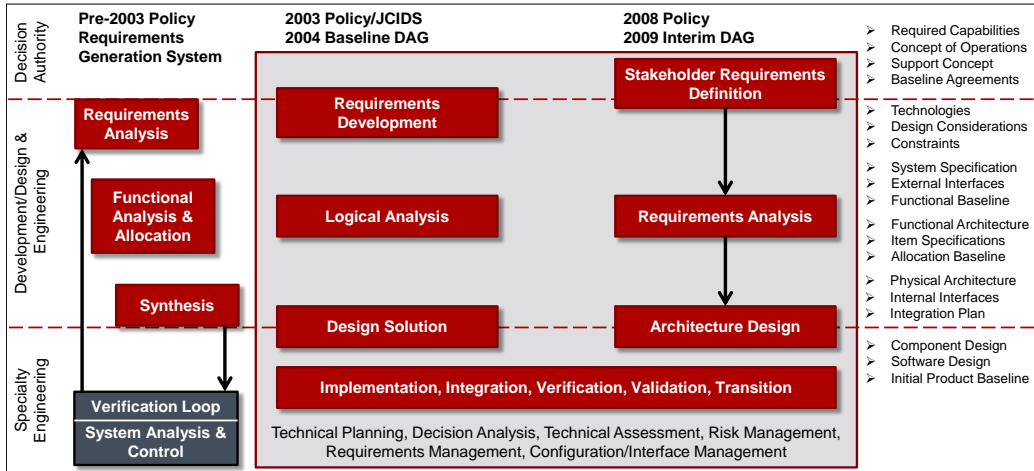 Pre-2003 Policy
Requirements
Generation System
2003 Policy/JCIDS
2004 Baseline DAG
2008 Policy
2009 Interim DAG
Decision
Authority
Development/Design &
Engineering
Specialty
Engineering
Requirements
Analysis
Functional
Analysis &
Allocation
Synthesis
Verification Loop
System Analysis &
Control
Requirements
Development
Logical Analysis
Design Solution
Stakeholder Requirements
Definition
Requirements Analysis
Architecture Design
Implementation, Integration, Verification, Validation, Transition
Technical Planning, Decision Analysis, Technical Assessment, Risk Management,
Requirements Management, Configuration/Interface Management
➢ Required Capabilities
➢ Concept of Operations
➢ Support Concept
➢ Baseline Agreements
➢ Technologies
➢ Design Considerations
➢ Constraints
➢ System Specification
➢ External Interfaces
➢ Functional Baseline
➢ Functional Architecture
➢ Item Specifications
➢ Allocation Baseline
➢ Physical Architecture
➢ Internal Interfaces
➢ Integration Plan
➢ Component Design
➢ Software Design
➢ Initial Product Baseline